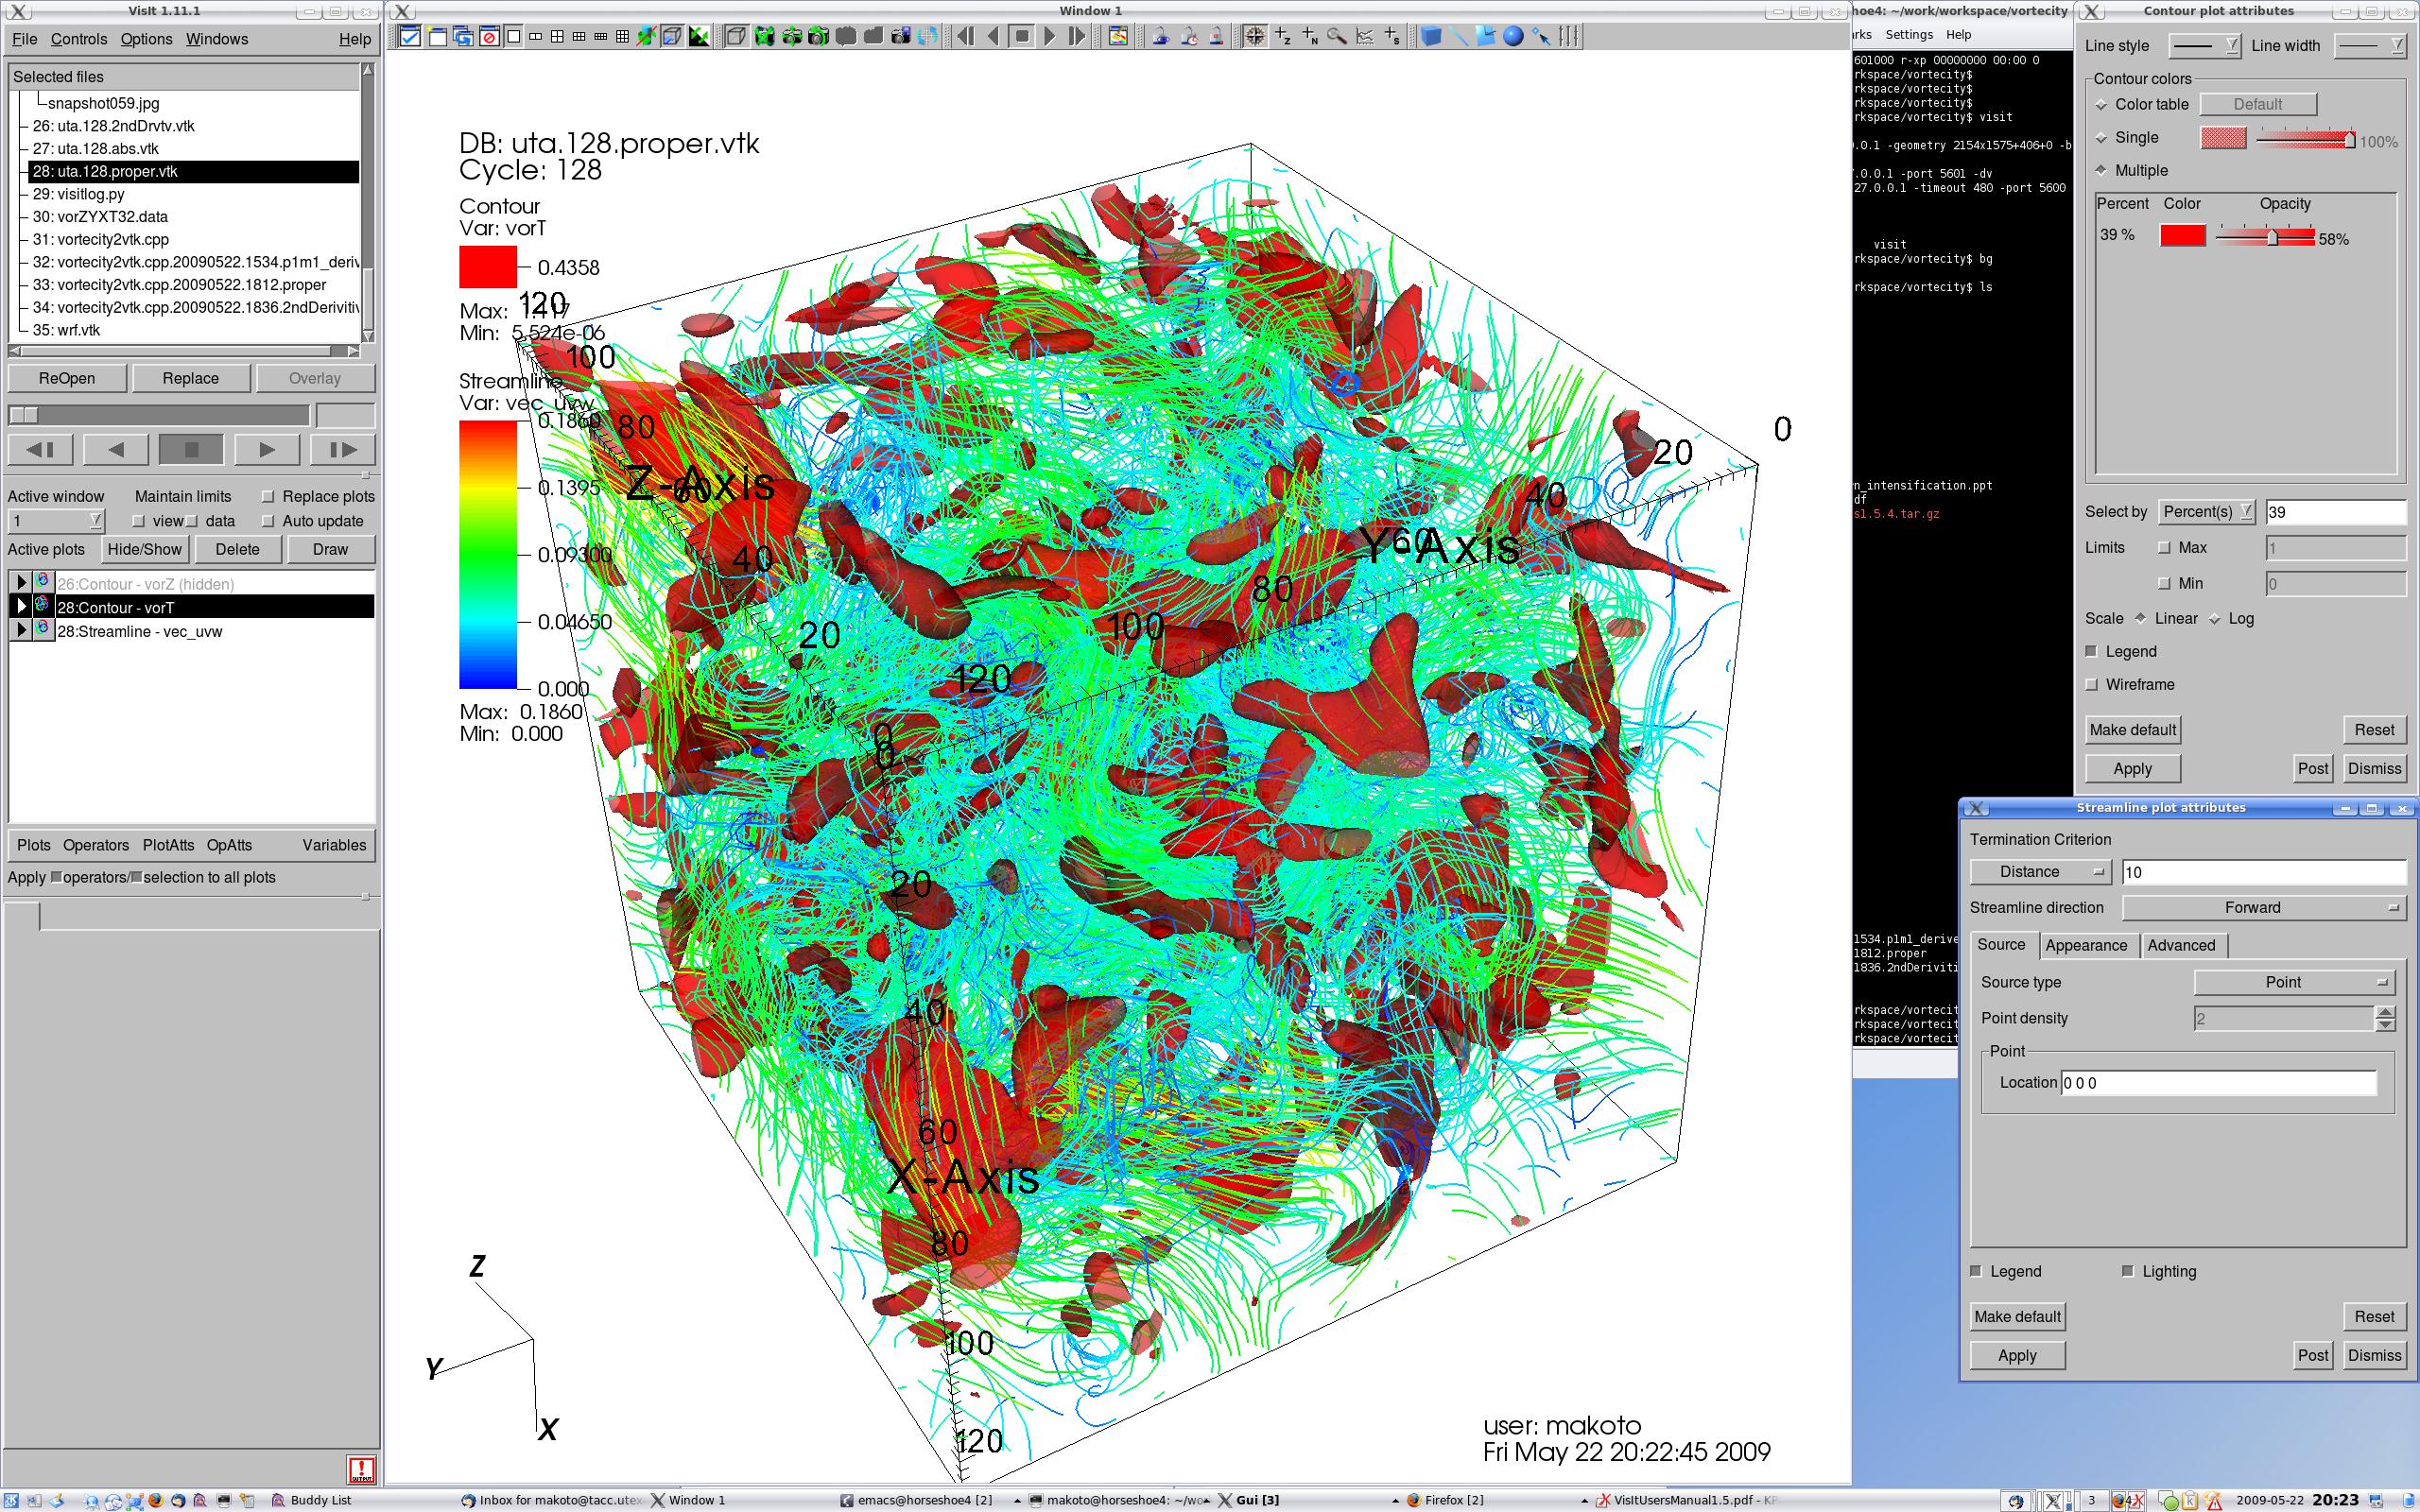 VisIt 1.11.1
File Controls Options Windows Help
Selected files
snapshot059.jpg
26: uta.128.2ndDrvtv.vtk
27: uta.128.abs.vtk
28: uta.128.proper.vtk
29: visitlog.py
30: vorZYXT32.data
31: vortecity2vtk.cpp
32: vortecity2vtk.cpp.20090522.1534.p1m1_deriv
33: vortecity2vtk.cpp.20090522.1812.proper
34: vortecity2vtk.cpp.20090522.1836.2ndDerivitiv
35: wrf.vtk
ReOpen Replace Overlay
Active window Maintain limits Replace plots
1 view data Auto update
Active plots Hide/Show Delete Draw
26:Contour - vorZ (hidden)
28:Contour - vorT
28:Streamline - vec_uvw
Plots Operators PlotAtts OpAtts Variables
Apply operators/ selection to all plots
Window 1
DB: uta.128.proper.vtk
Cycle: 128
Contour
Var: vorT
0.4358
Max: 1.117
Min: 5.524e-06
Streamline
Var: vec_uvw
0.1860
0.1395
0.09300
0.04650
0.000
Max: 0.1860
Min: 0.000
120
100
80
Z-Axis
60
40
20
0
0
20
40
Y-Axis
60
80
100
120
0
20
40
60
X-Axis
80
100
120
Z
Y
X
user: makoto
Fri May 22 20:22:45 2009
hoe4: ~/work/workspace/vortecity
rks Settings Help
601000 r-xp 00000000 00:00 0
rkspace/vortecity$
rkspace/vortecity$
rkspace/vortecity$
rkspace/vortecity$ visit
.0.1 -geometry 2154x1575+406+0 -b
.0.0.1 -port 5601 -dv
27.0.0.1 -timeout 480 -port 5600
visit
rkspace/vortecity$ bg
rkspace/vortecity$ ls
n_intensification.ppt
df
s1.5.4.tar.gz
1534.p1m1_derive
1812.proper
1836.2ndDeriviti
rkspace/vortecit
rkspace/vortecit
rkspace/vortecit
Contour plot attributes
Line style Line width
Contour colors
Color table Default
Single 100%
Multiple
Percent Color Opacity
39 % 58%
Select by Percent(s) 39
Limits Max 1
Min 0
Scale Linear Log
Legend
Wireframe
Make default Reset
Apply Post Dismiss
Streamline plot attributes
Termination Criterion
Distance 10
Streamline direction Forward
Source Appearance Advanced
Source type Point
Point density 2
Point
Location 0 0 0
Legend Lighting
Make default Reset
Apply Post Dismiss
Buddy List Inbox for makoto@tacc.utex Window 1 emacs@horseshoe4 [2] makoto@horseshoe4: ~/wo Gui [3] Firefox [2] VisItUsersManual1.5.pdf - KP 3 4 2009-05-22 20:23